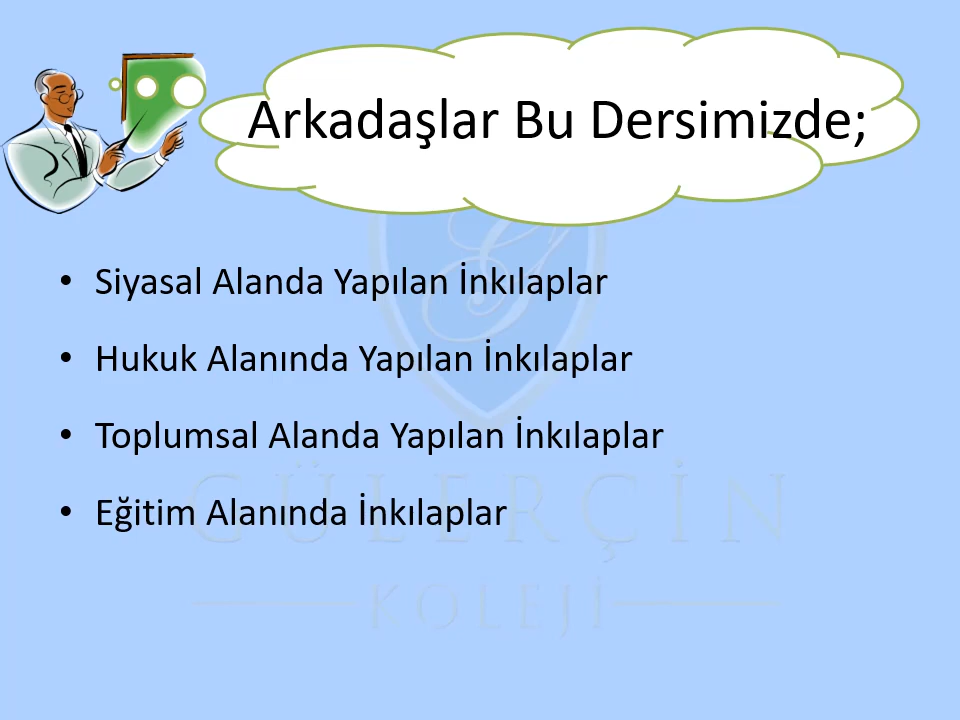 Arkadaşlar Bu Dersimizde;
• Siyasal Alanda Yapılan İnkılaplar
• Hukuk Alanında Yapılan İnkılaplar
• Toplumsal Alanda Yapılan İnkılaplar
• Eğitim Alanında İnkılaplar
GÜLERÇİN
KOLEJİ